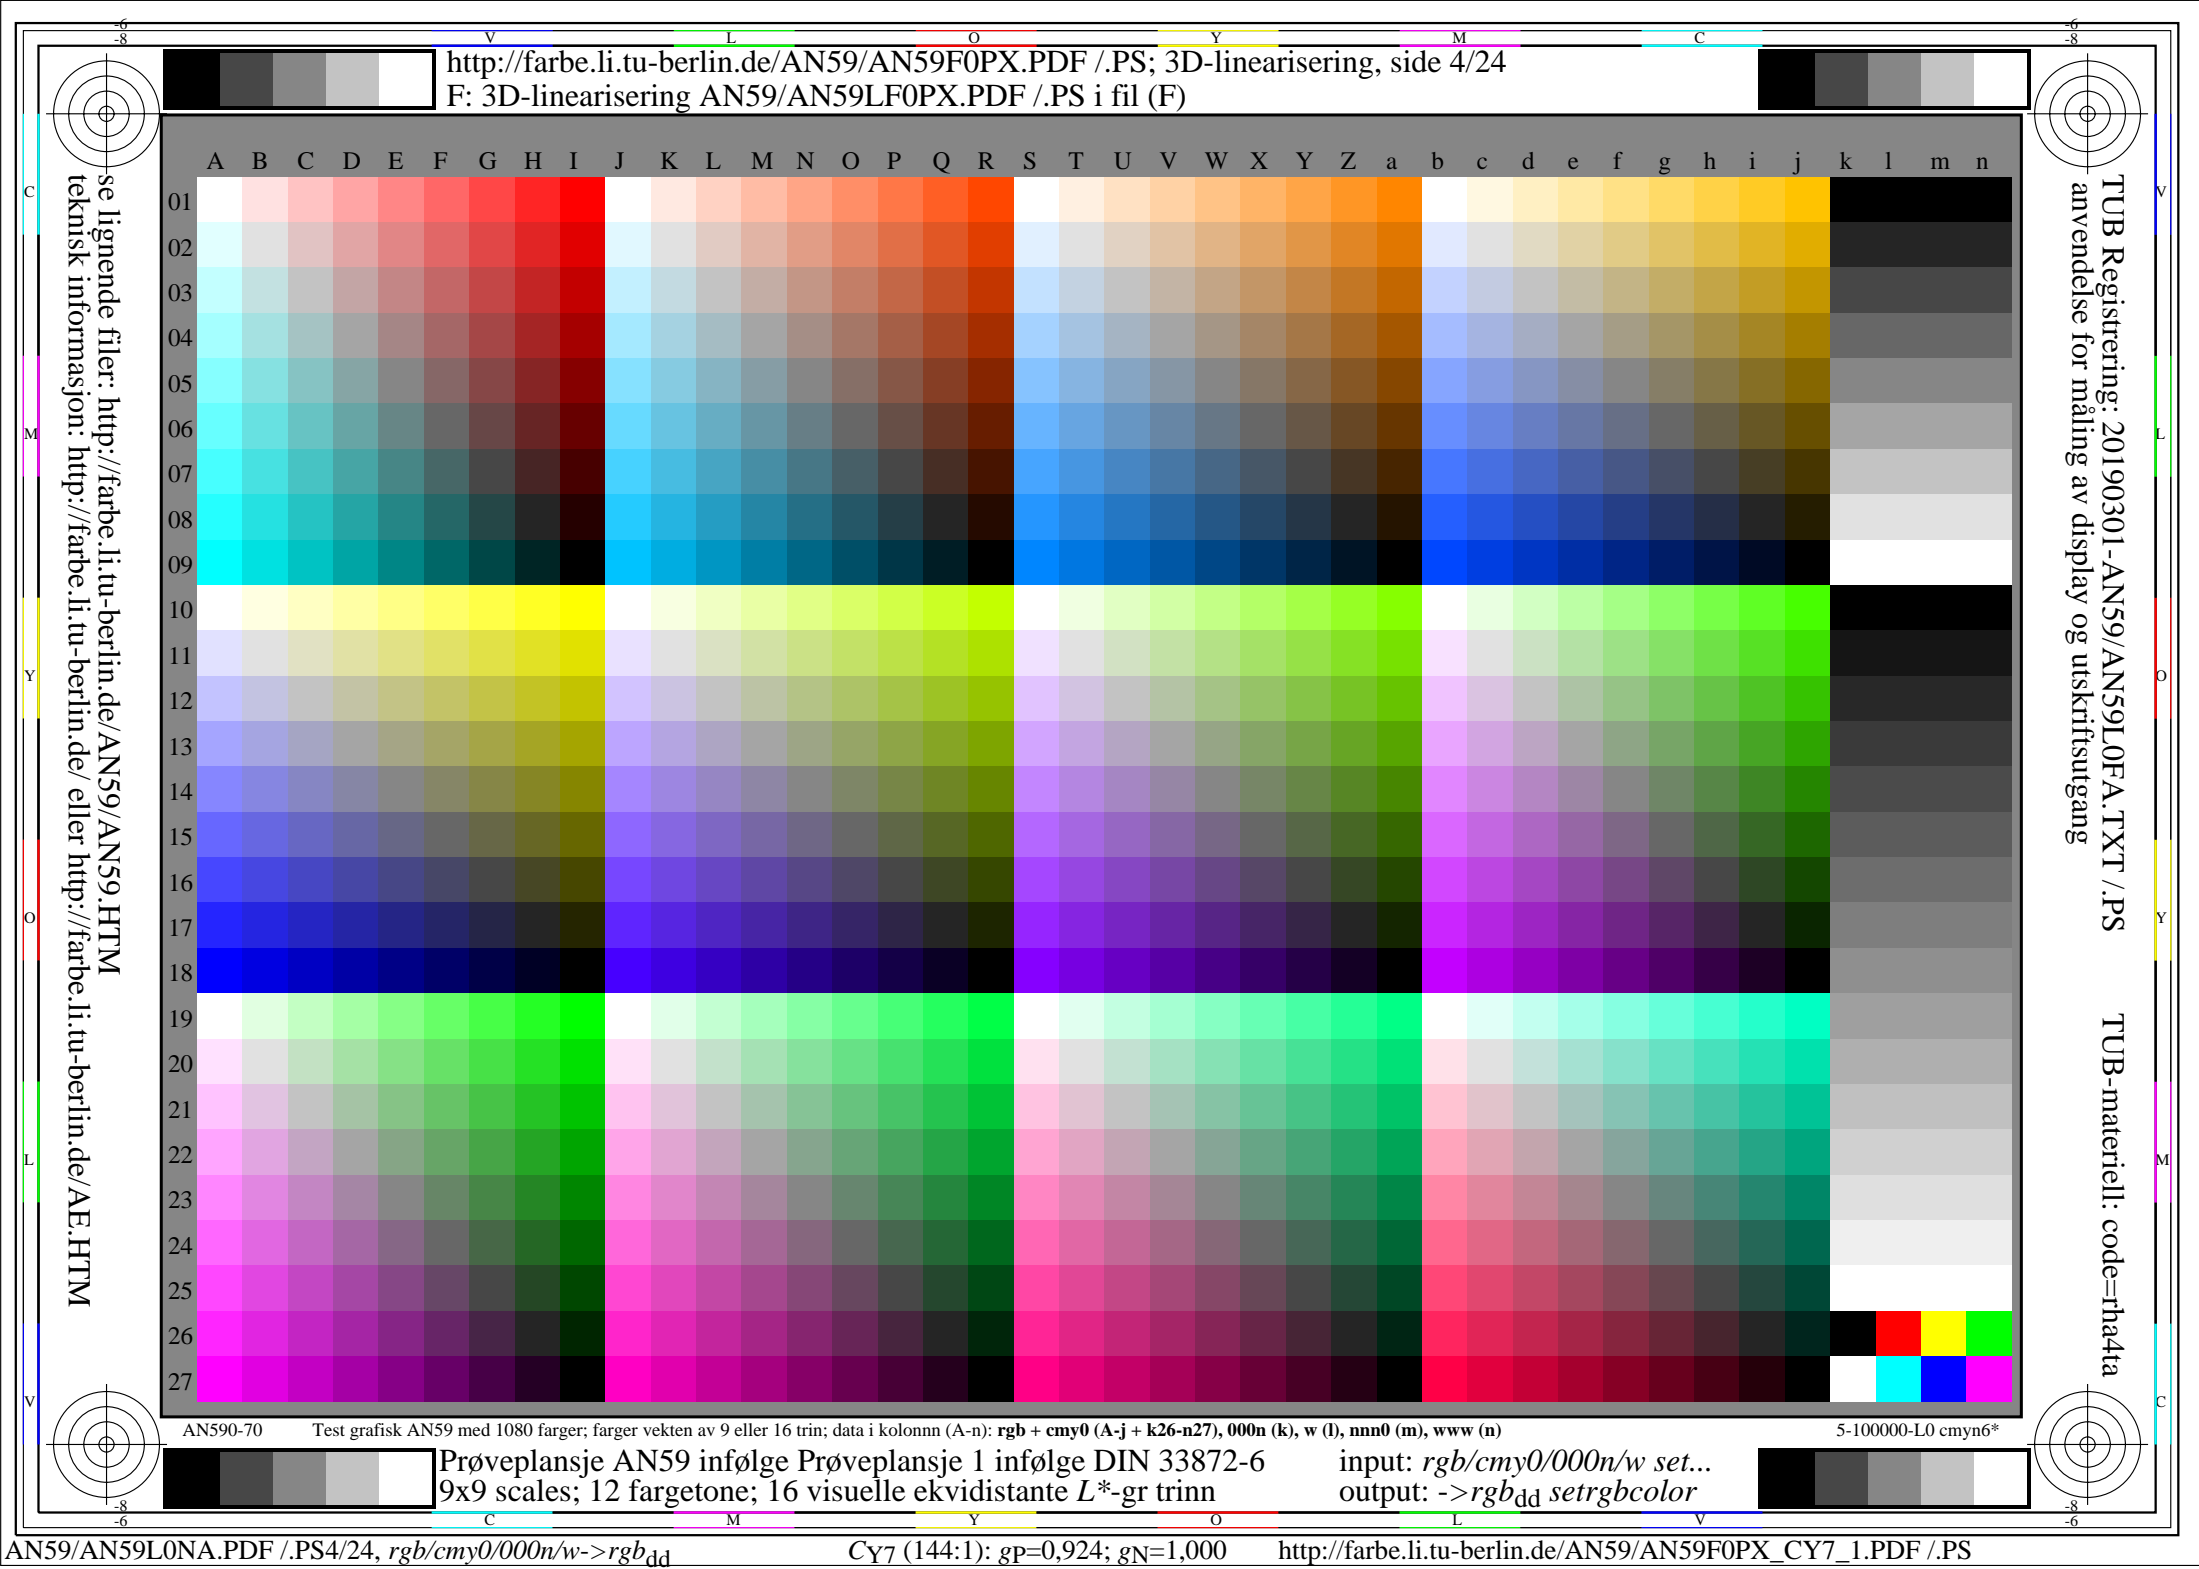 -6
-8
V L O Y M C
-6
-8
http://farbe.li.tu-berlin.de/AN59/AN59F0PX.PDF /.PS; 3D-linearisering, side 4/24
F: 3D-linearisering AN59/AN59LF0PX.PDF /.PS i fil (F)
se lignende filer: http://farbe.li.tu-berlin.de/AN59/AN59.HTM
teknisk informasjon: http://farbe.li.tu-berlin.de/ eller http://farbe.li.tu-berlin.de/AE.HTM
C
M
Y
O
L
V
A B C D E F G H I J K L M N O P Q R S T U V W X Y Z a b c d e f g h i j k l m n
01
02
03
04
05
06
07
08
09
10
11
12
13
14
15
16
17
18
19
20
21
22
23
24
25
26
27
TUB Registrering: 20190301-AN59/AN59L0FA.TXT /.PS
TUB-materiell: code=rha4ta
anvendelse for måling av display og utskriftsutgang
V
L
O
Y
M
C
AN590-70
Test grafisk AN59 med 1080 farger; farger vekten av 9 eller 16 trin; data i kolonnn (A-n): rgb + cmy0 (A-j + k26-n27), 000n (k), w (l), nnn0 (m), www (n)
5-100000-L0 cmyn6*
Prøveplansje AN59 infølge Prøveplansje 1 infølge DIN 33872-6
9x9 scales; 12 fargetone; 16 visuelle ekvidistante L*-gr trinn
input: rgb/cmy0/000n/w set...
output: ->rgbdd setrgbcolor
-8
-6
C M Y O L V
-8
-6
AN59/AN59L0NA.PDF /.PS4/24, rgb/cmy0/000n/w->rgbdd
CY7 (144:1): gP=0,924; gN=1,000
http://farbe.li.tu-berlin.de/AN59/AN59F0PX_CY7_1.PDF /.PS